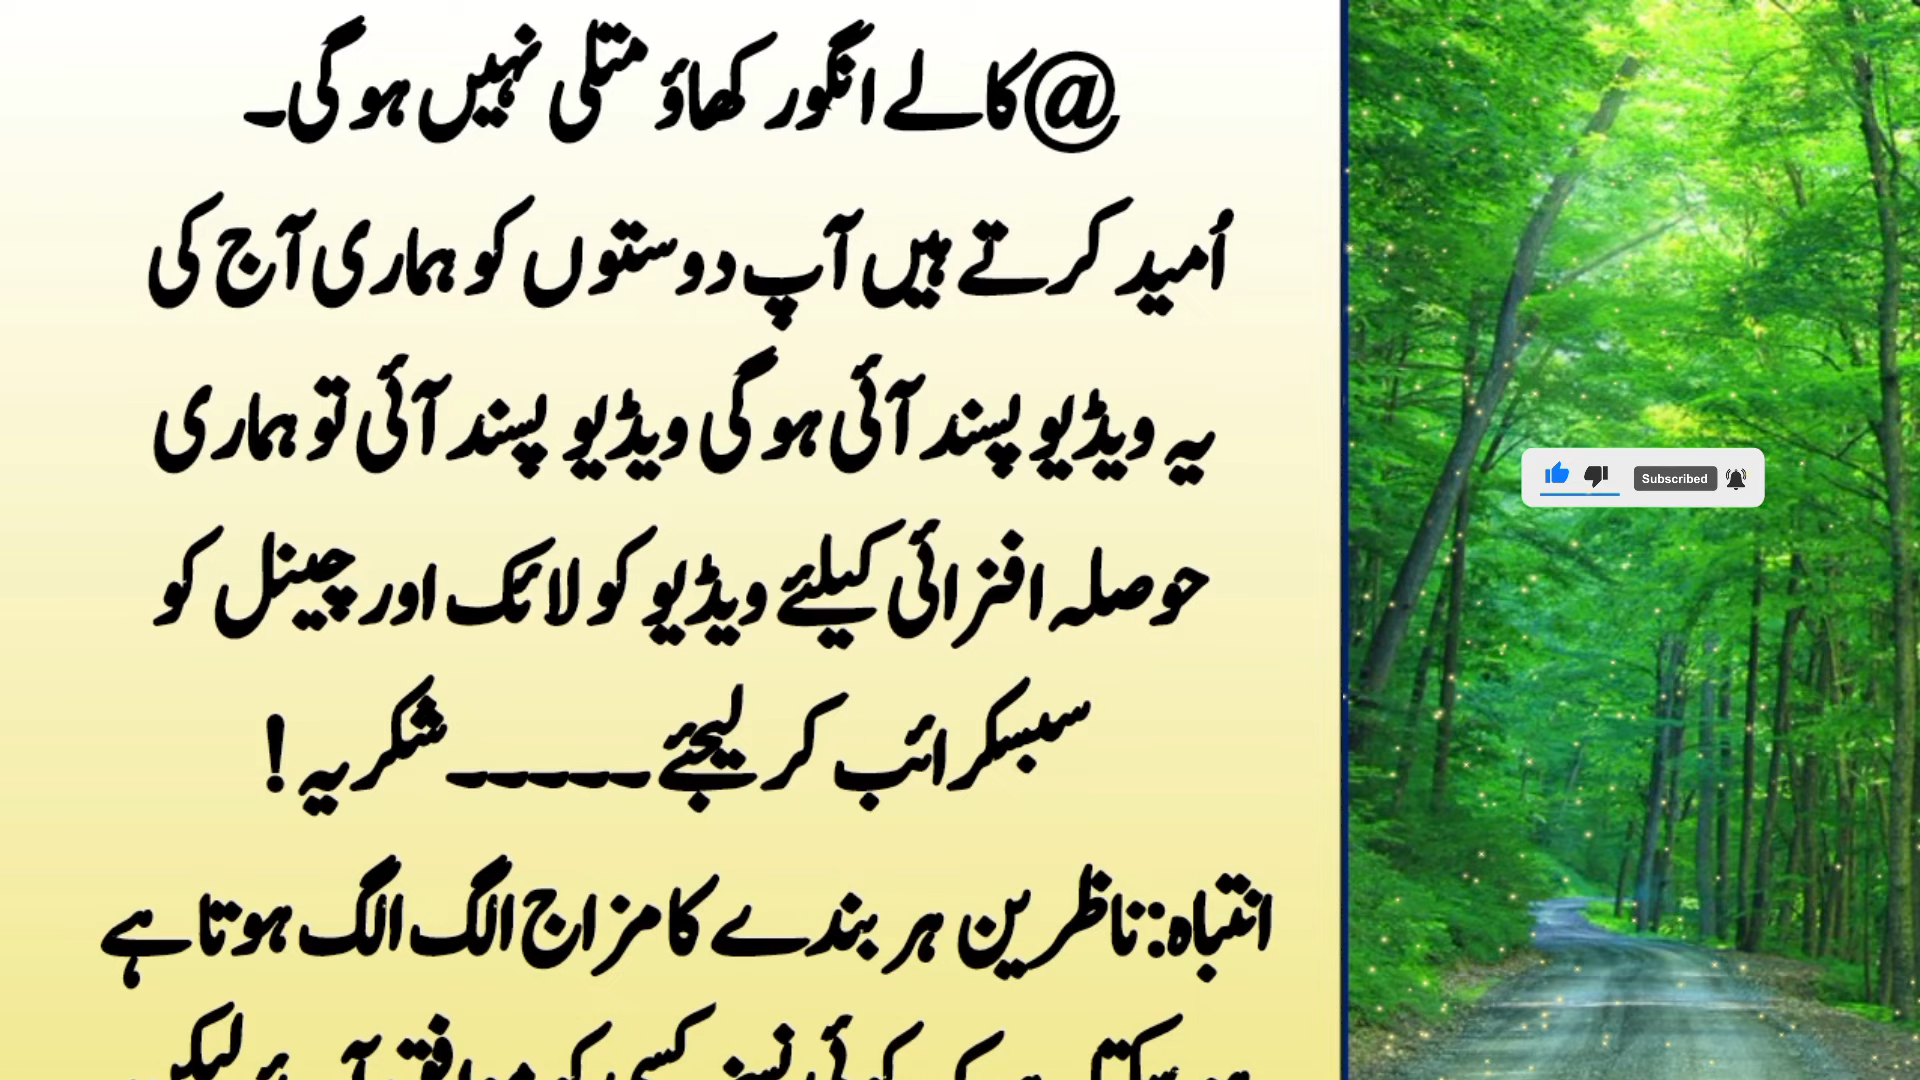 @کالے انگور کھاؤ متلی نہیں ہوگی۔
اُمید کرتے ہیں آپ دوستوں کو ہماری آج کی
یہ ویڈیو پسند آئی ہوگی ویڈیو پسند آئی تو ہماری
حوصلہ افزائی کیلئے ویڈیو کو لائک اور چینل کو
سبسکرائب کر لیجئے۔۔۔۔۔ شکریہ!
انتباہ: ناظرین ہر بندے کا مزاج الگ الگ ہوتا ہے
Subscribed